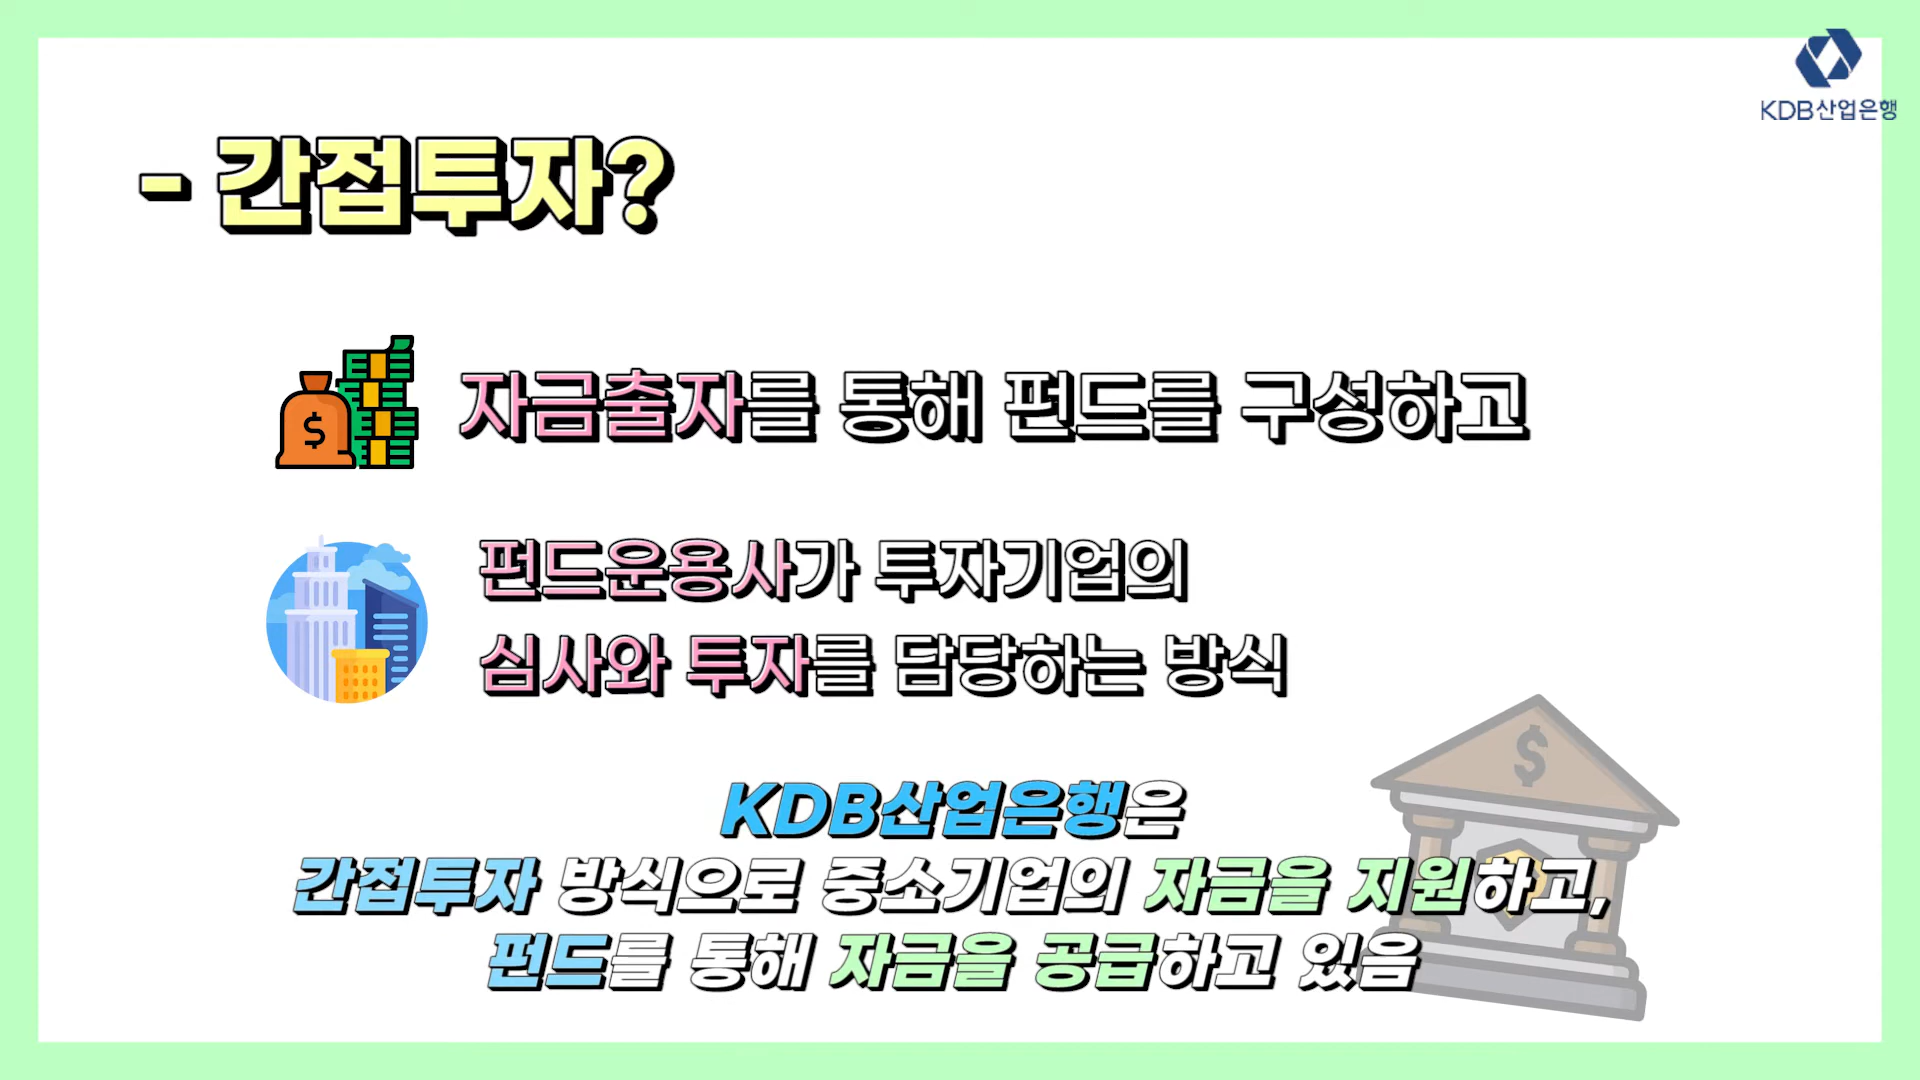 KDB산업은행
- 간접투자?
$
자금출자를 통해 펀드를 구성하고
펀드운용사가 투자기업의
심사와 투자를 담당하는 방식
$
KDB산업은행은
간접투자 방식으로 중소기업의 자금을 지원하고,
펀드를 통해 자금을 공급하고 있음